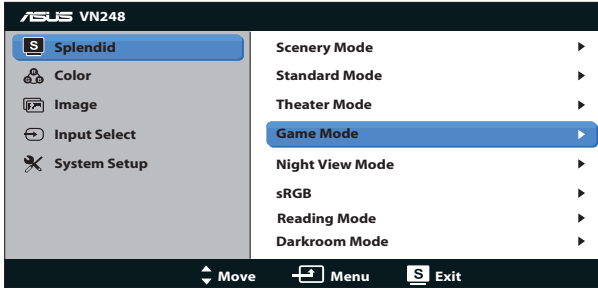 ASUS VN248
S Splendid
Color
Image
Input Select
System Setup
Scenery Mode
Standard Mode
Theater Mode
Game Mode
Night View Mode
sRGB
Reading Mode
Darkroom Mode
Move Menu S Exit